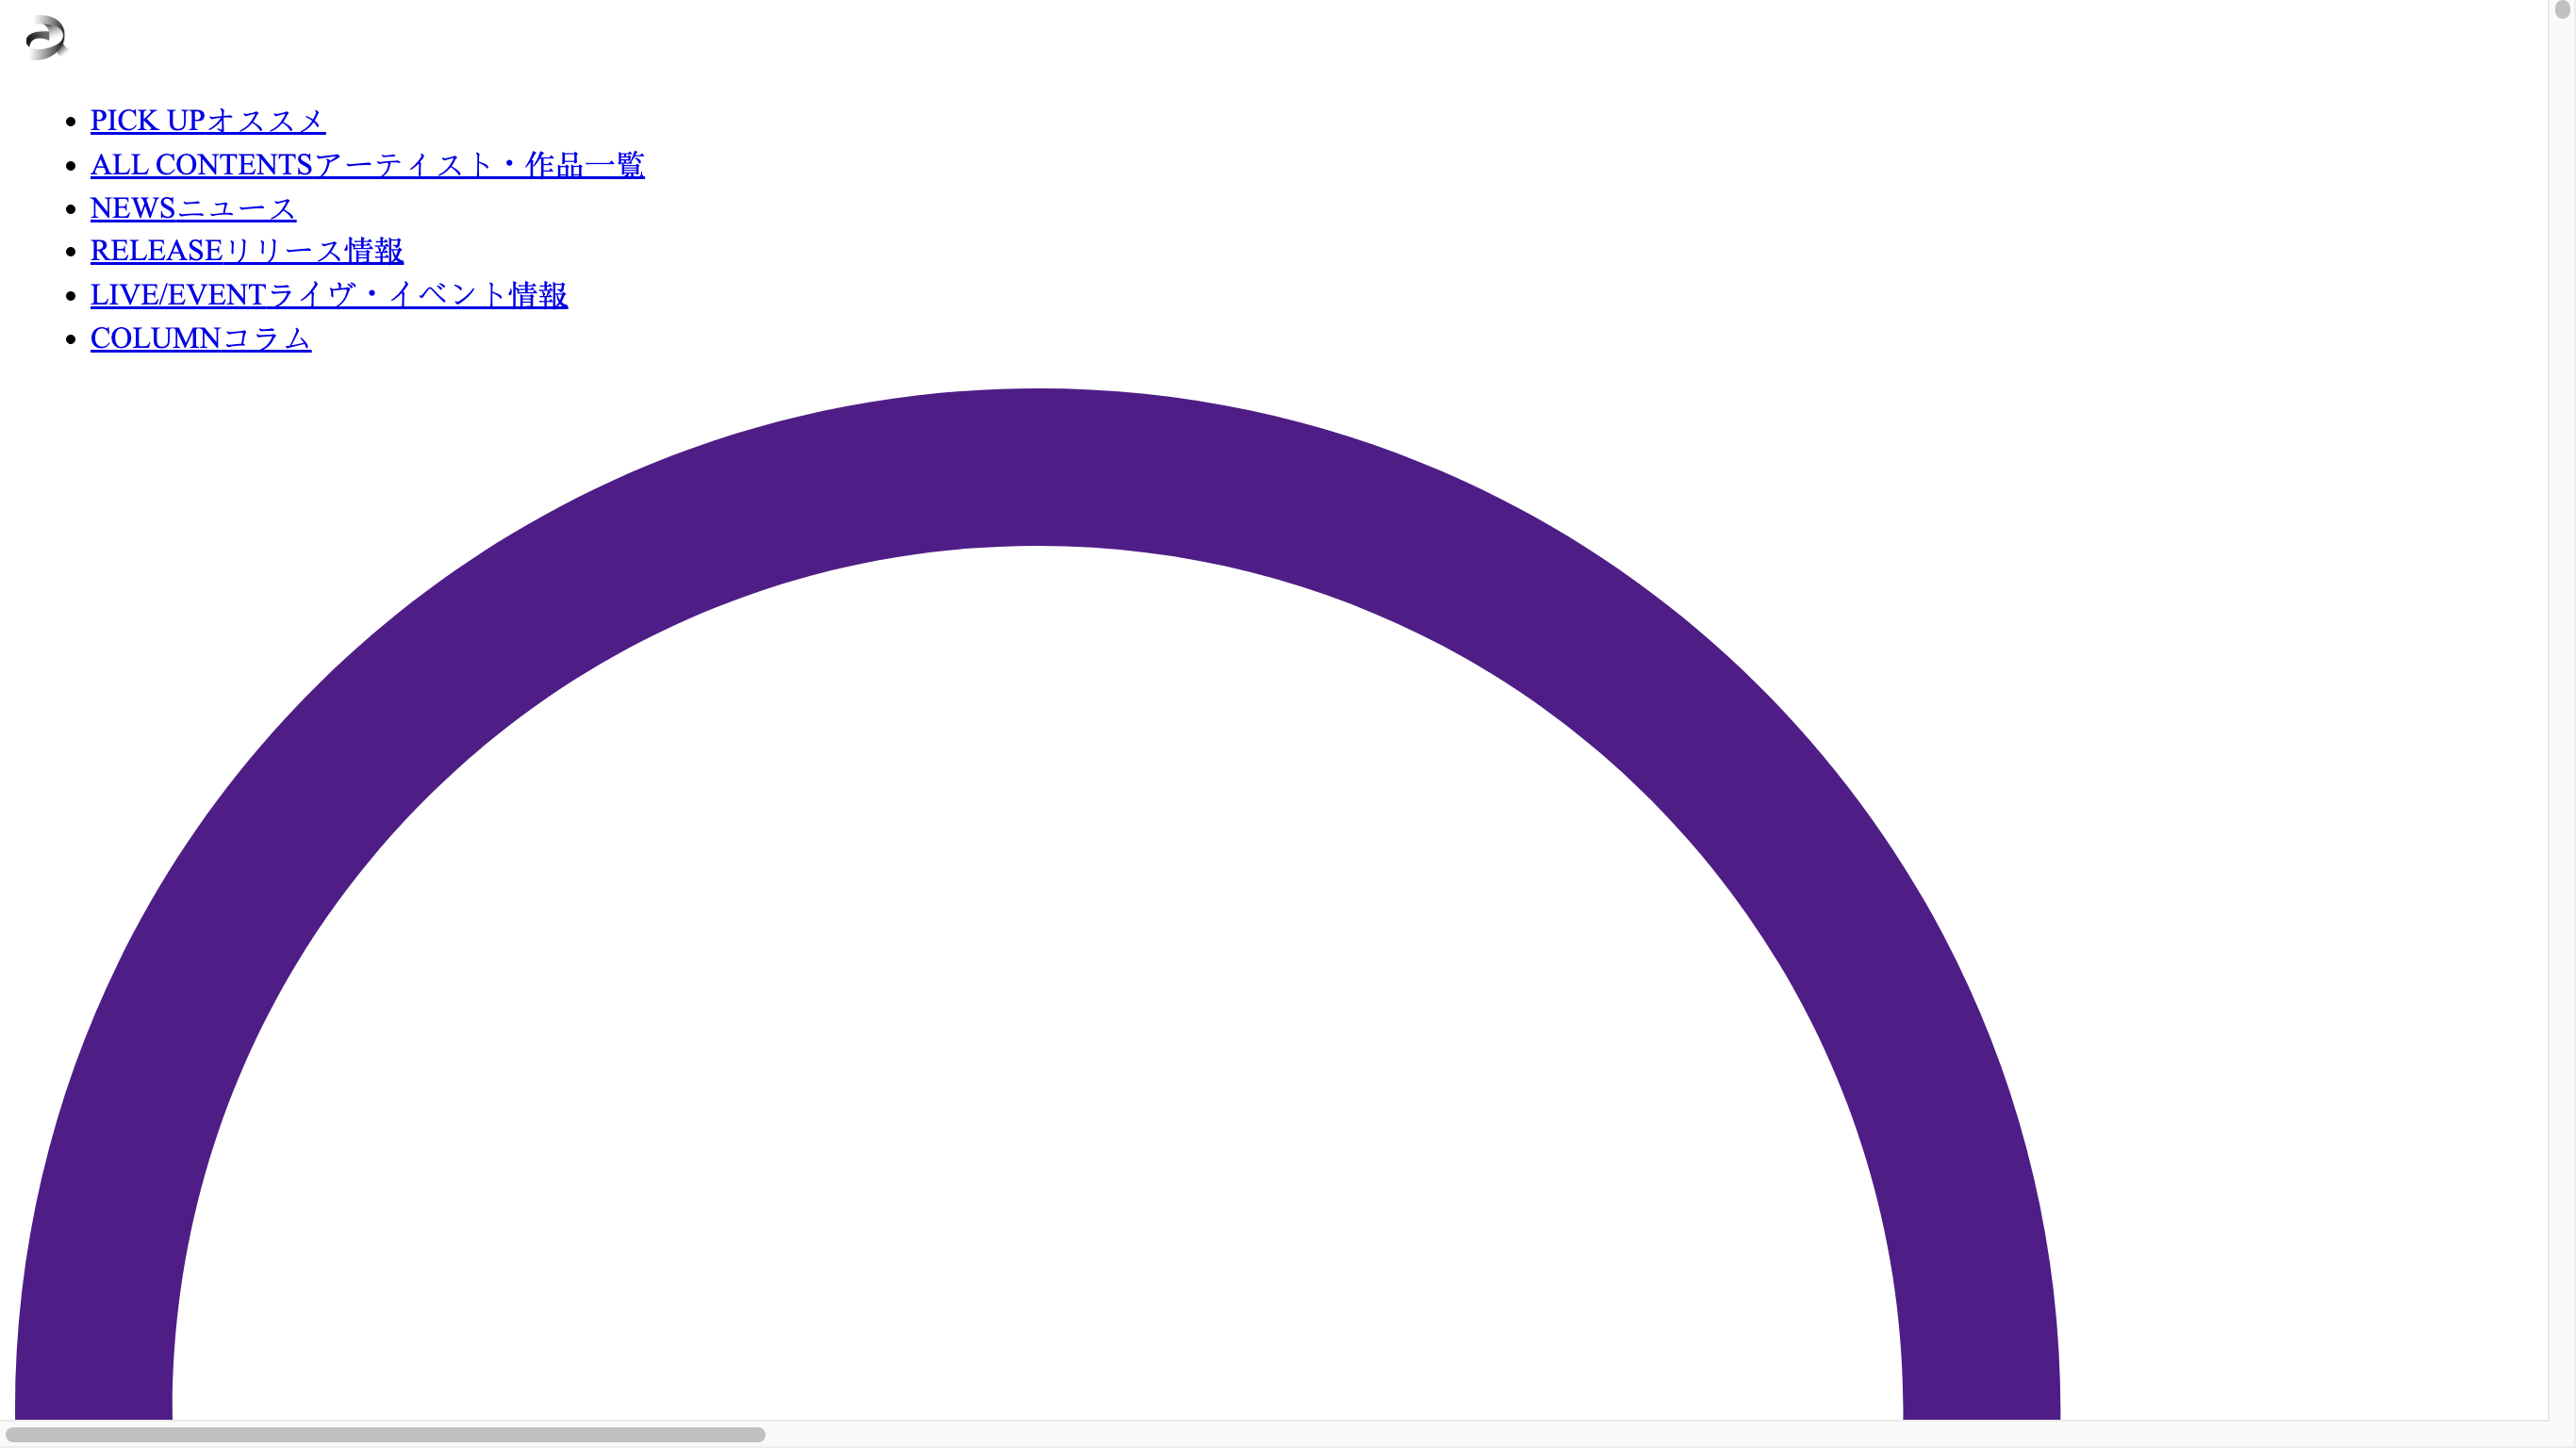 PICK UPオススメ
ALL CONTENTSアーティスト・作品一覧
NEWSニュース
RELEASEリリース情報
LIVE/EVENTライヴ・イベント情報
COLUMNコラム